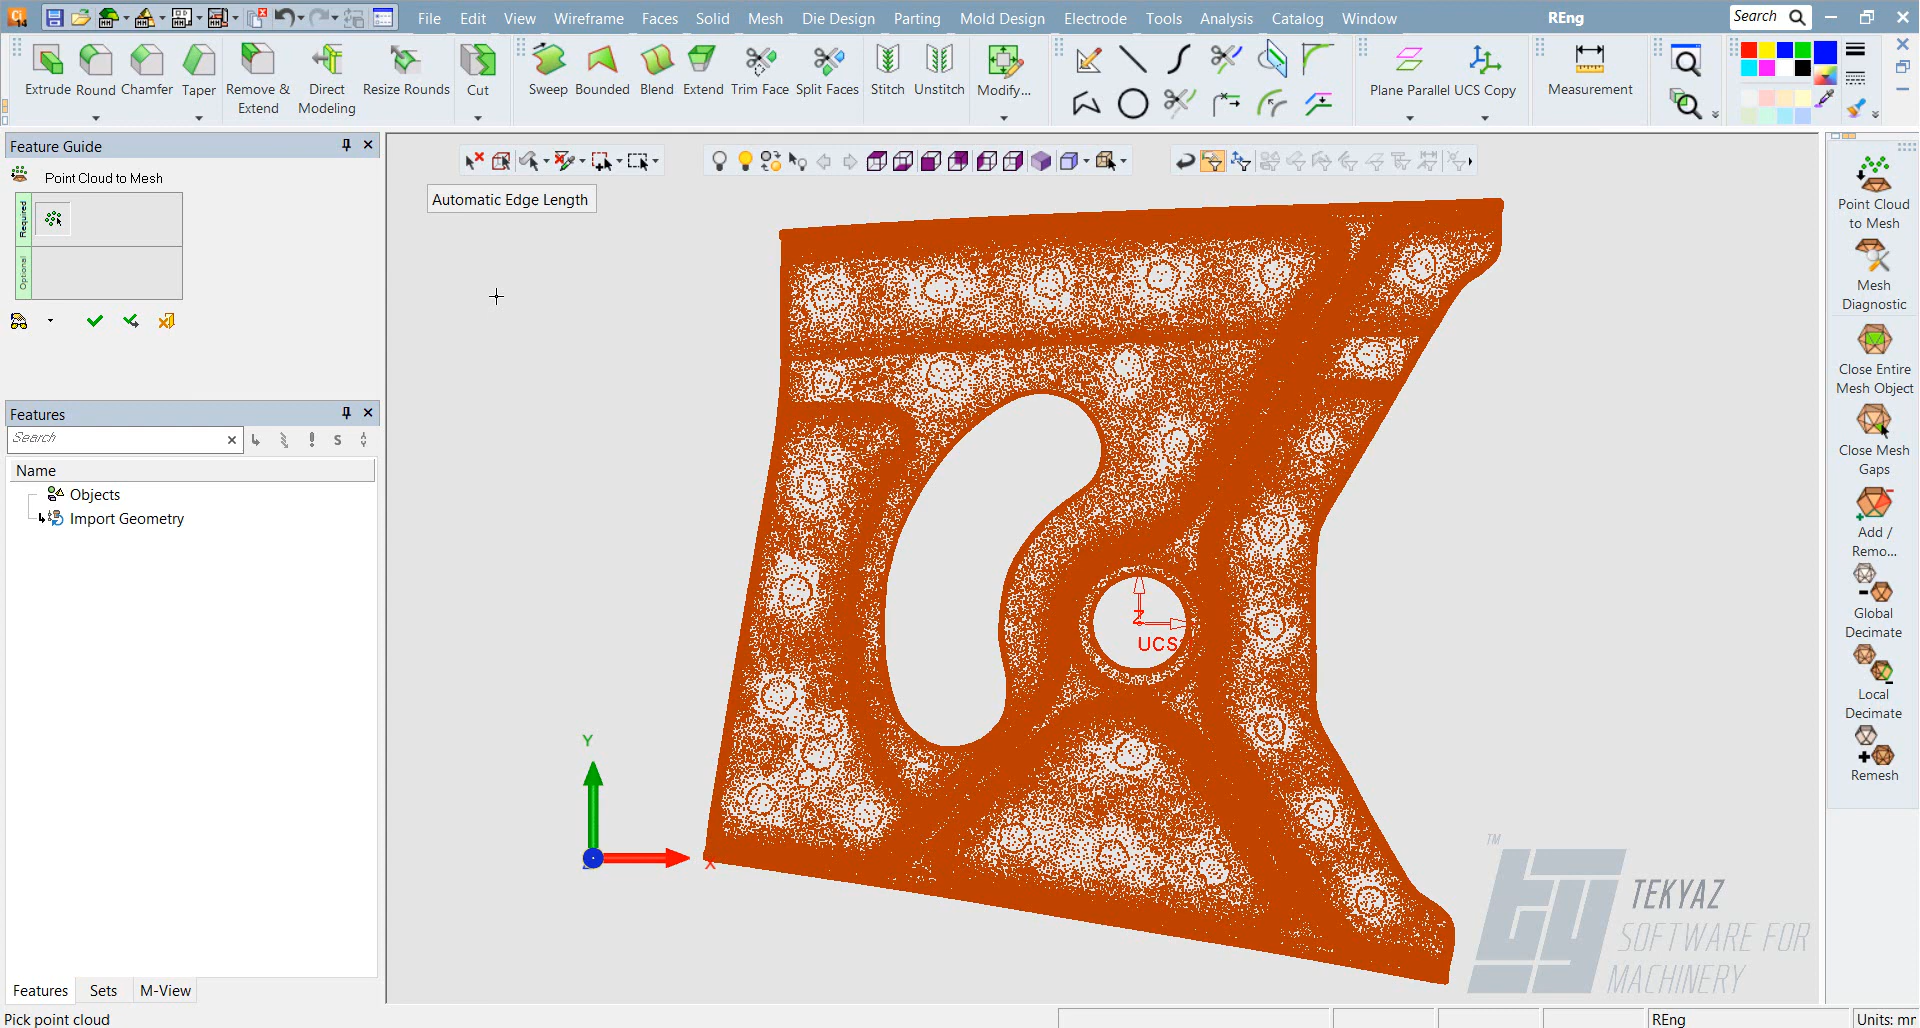 File Edit View Wireframe Faces Solid Mesh Die Design Parting Mold Design Electrode Tools Analysis Catalog Window
REng
Search
Extrude Round Chamfer Taper Remove & Extend Direct Modeling Resize Rounds Cut
Sweep Bounded Blend Extend Trim Face Split Faces Stitch Unstitch Modify...
Plane Parallel UCS Copy
Measurement
Feature Guide
Point Cloud to Mesh
Required
Optional
Automatic Edge Length
Features
Search
S
Name
Objects
Import Geometry
Features Sets M-View
Pick point cloud
Y
X
Z
UCS
Point Cloud
to Mesh
Mesh
Diagnostic
Close Entire
Mesh Object
Close Mesh
Gaps
Add /
Remo...
Global
Decimate
Local
Decimate
Remesh
TM
TEKYAZ
SOFTWARE FOR
MACHINERY
REng
Units: mm